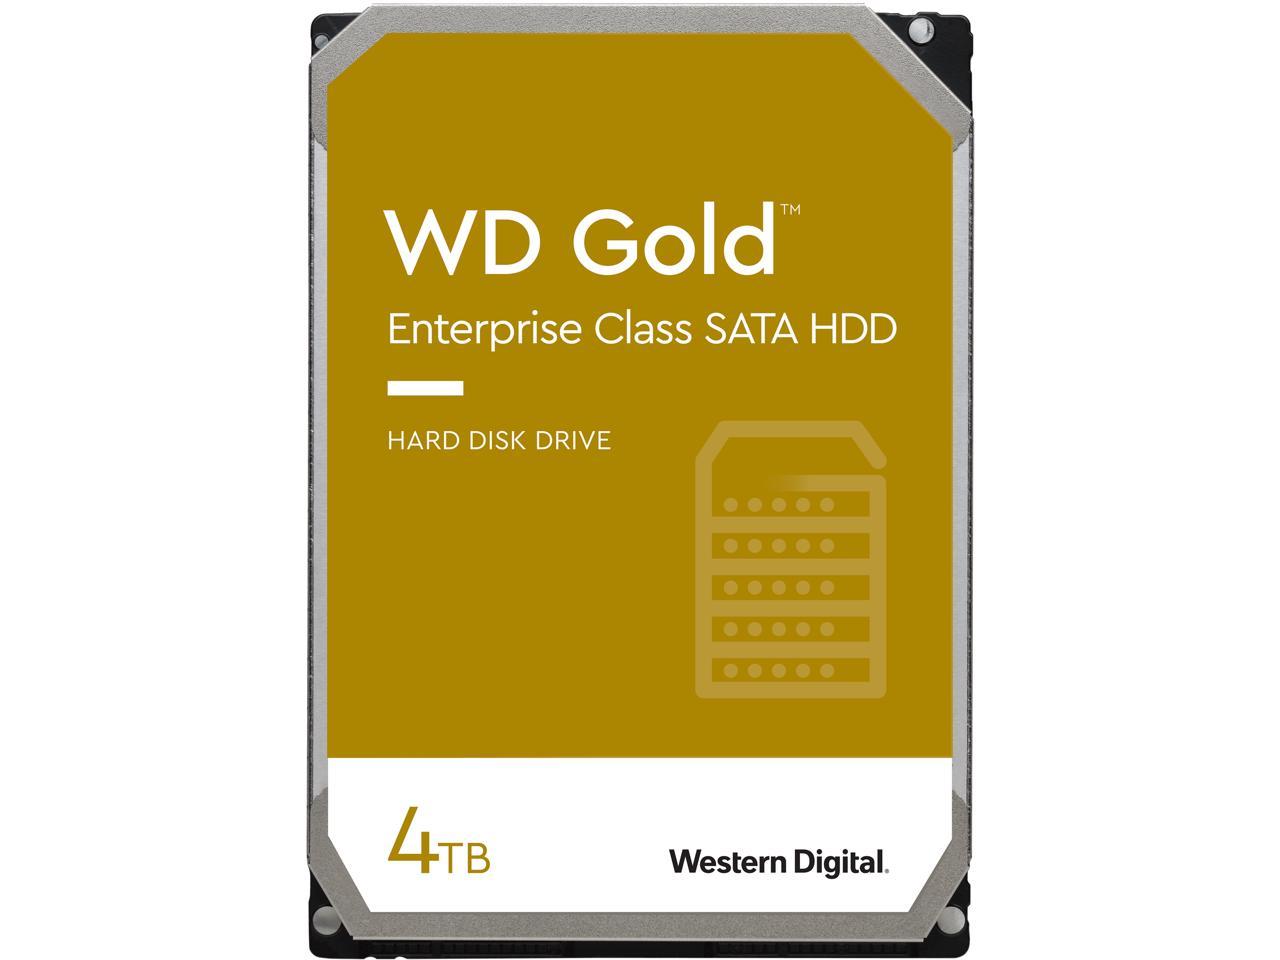 WD Gold™
Enterprise Class SATA HDD
HARD DISK DRIVE
4TB
Western Digital.